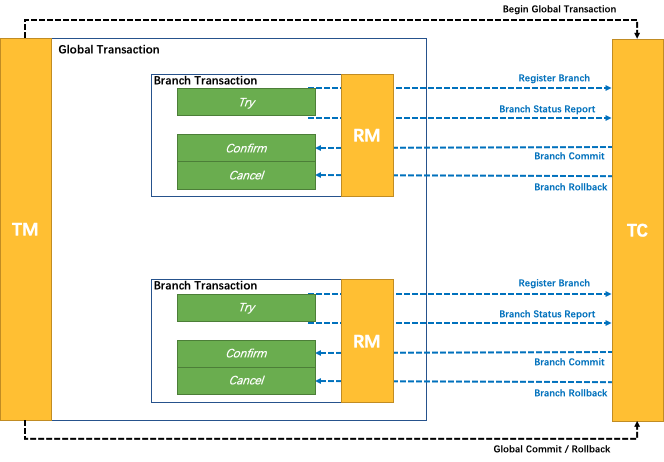 Begin Global Transaction
Global Transaction
Branch Transaction
Try
Confirm
Cancel
RM
Register Branch
Branch Status Report
Branch Commit
Branch Rollback
TM
TC
Branch Transaction
Try
Confirm
Cancel
RM
Register Branch
Branch Status Report
Branch Commit
Branch Rollback
Global Commit / Rollback